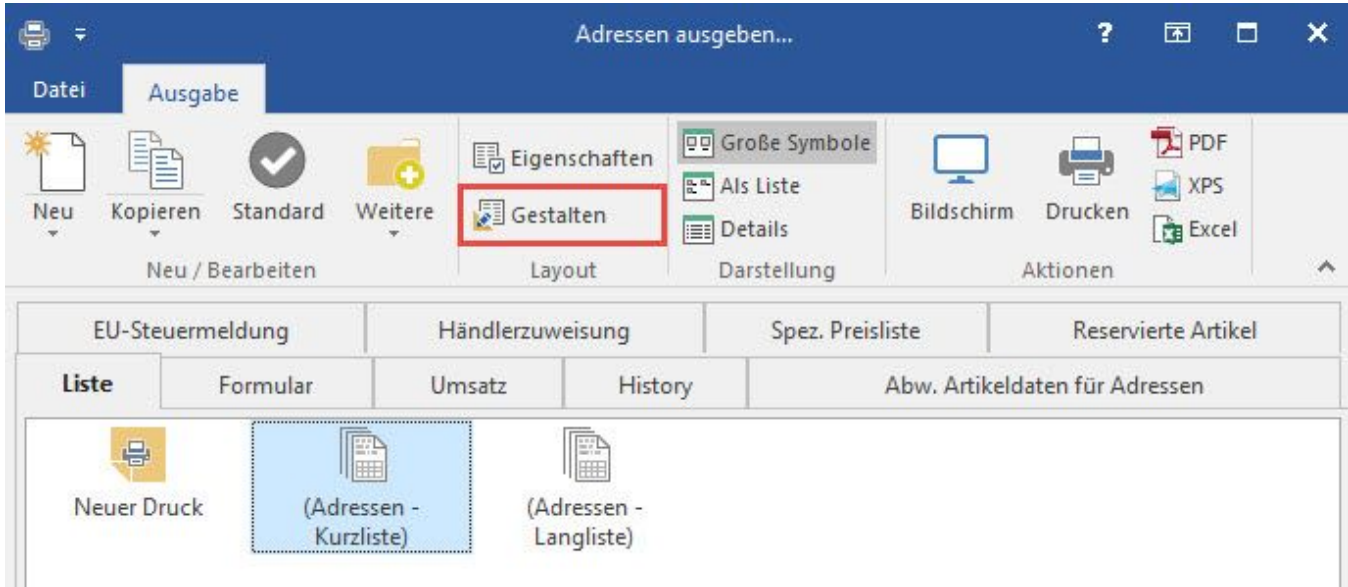 Adressen ausgeben...
?
Datei
Ausgabe
Neu
Kopieren
Standard
Weitere
Neu / Bearbeiten
Eigenschaften
Gestalten
Layout
Große Symbole
Als Liste
Details
Darstellung
Bildschirm
Drucken
PDF
XPS
Excel
Aktionen
EU-Steuermeldung
Händlerzuweisung
Spez. Preisliste
Reservierte Artikel
Liste
Formular
Umsatz
History
Abw. Artikeldaten für Adressen
Neuer Druck
(Adressen -
Kurzliste)
(Adressen -
Langliste)